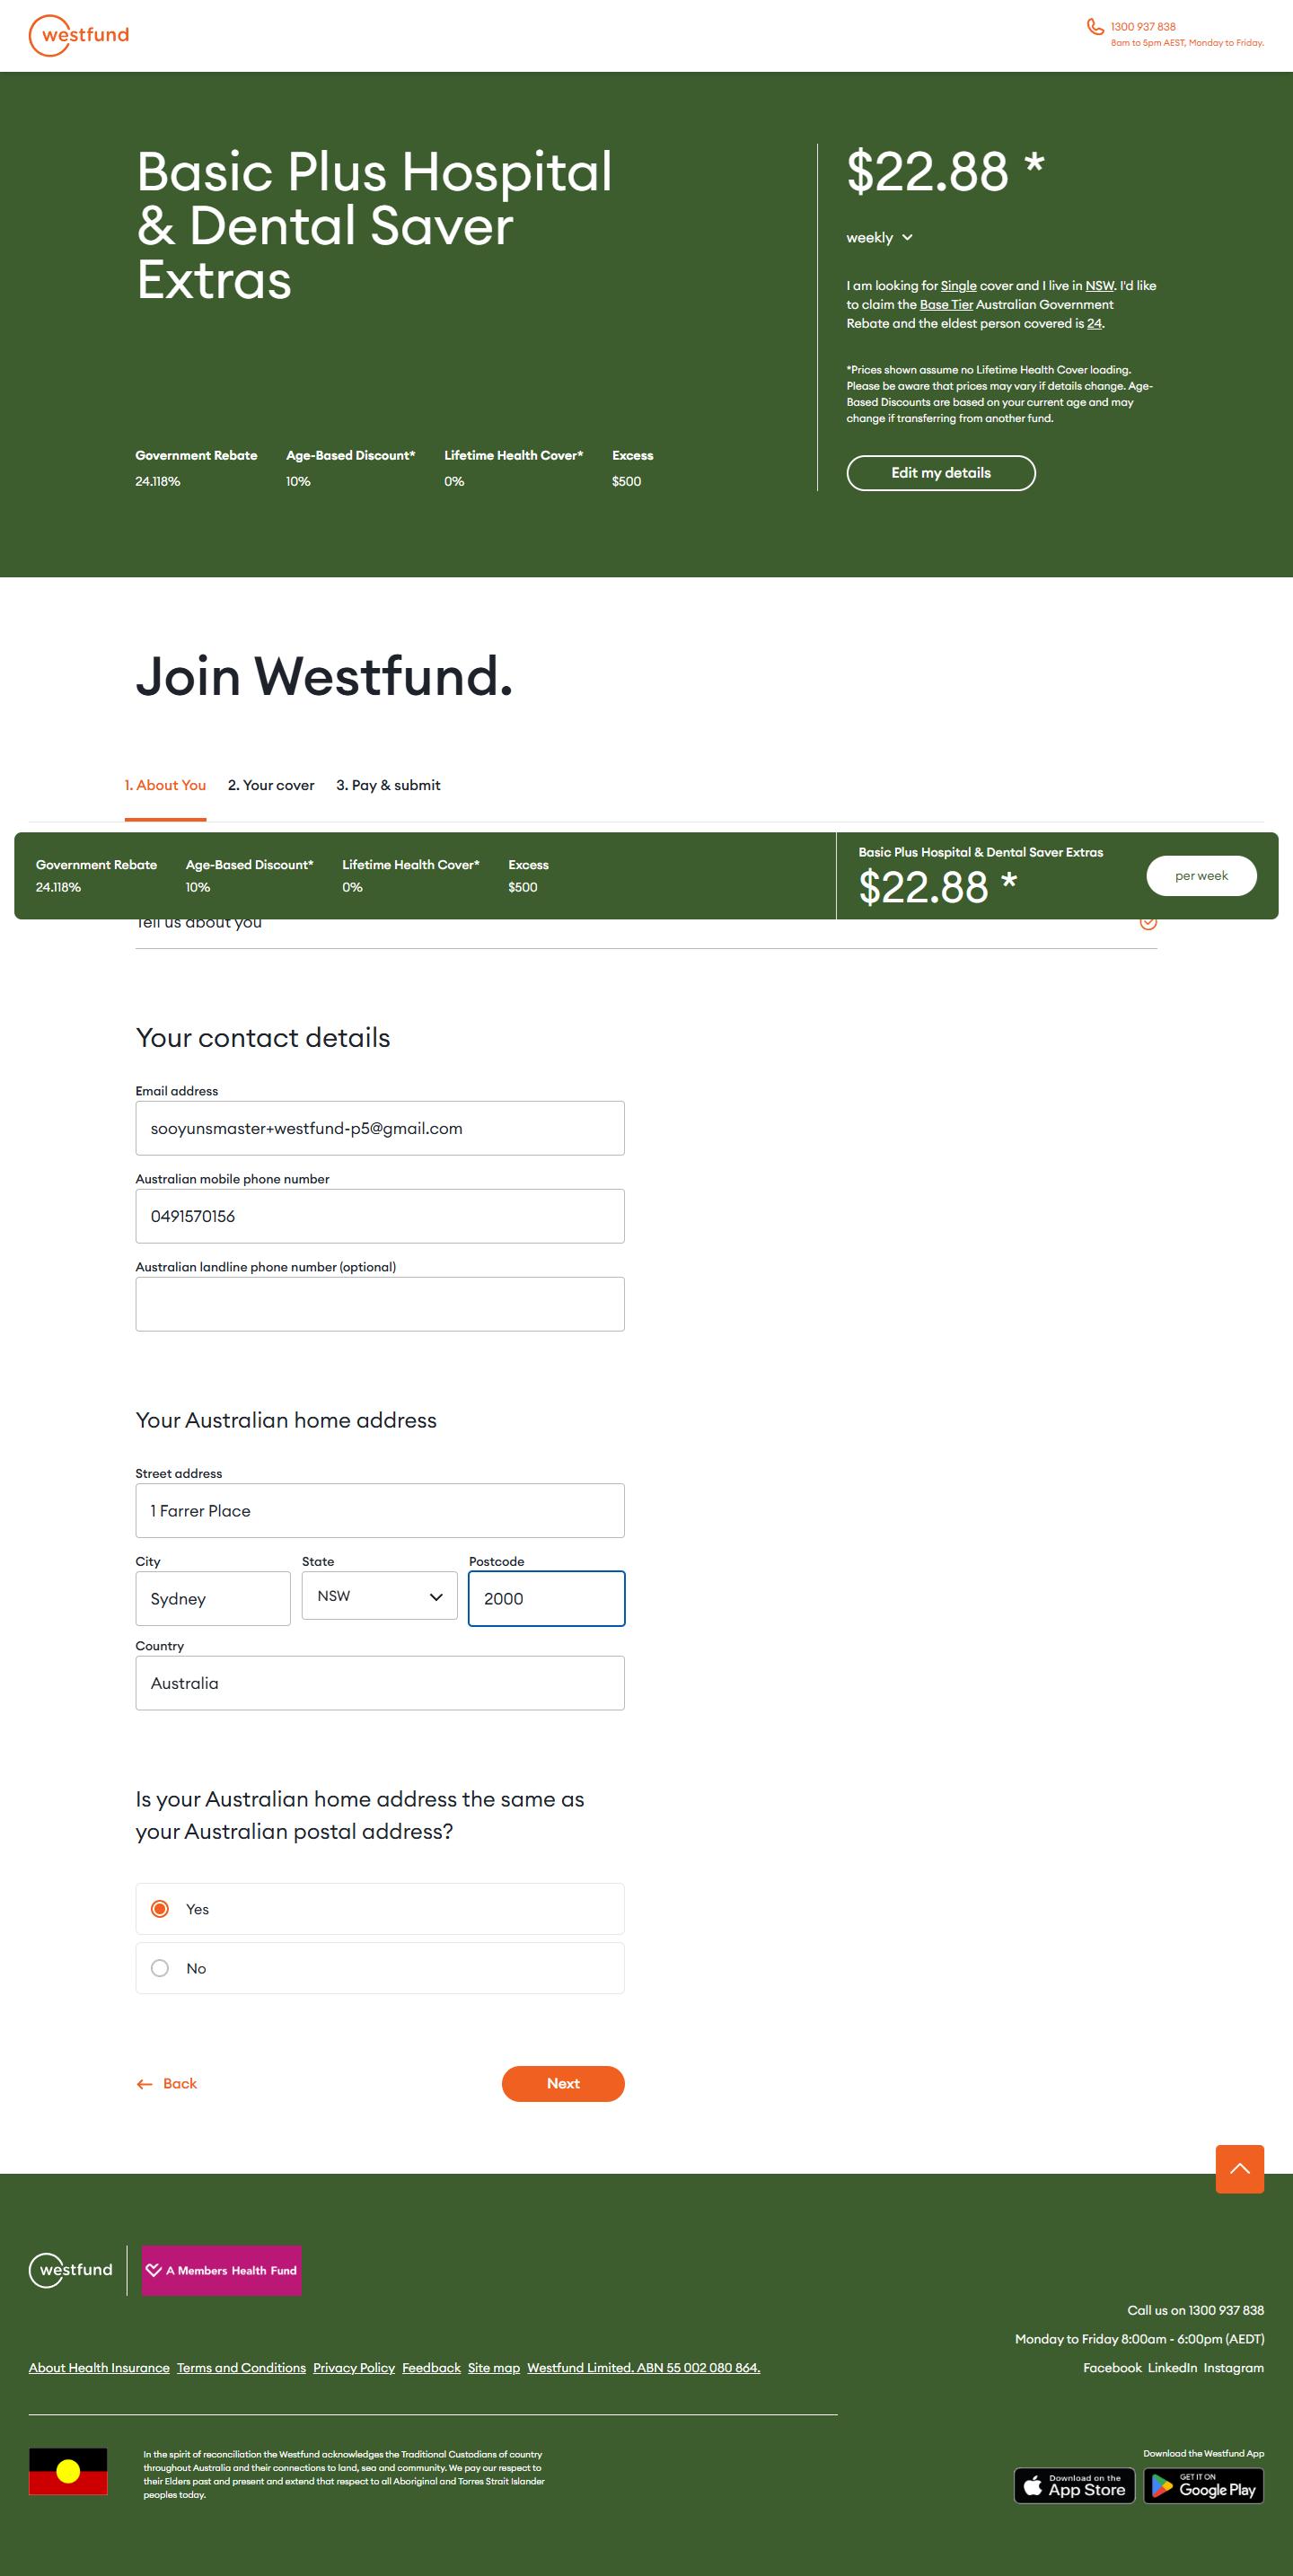 westfund
1300 937 838
8am to 5pm AEST, Monday to Friday.
Basic Plus Hospital
& Dental Saver
Extras
Government Rebate
24.118%
Age-Based Discount*
10%
Lifetime Health Cover*
0%
Excess
$500
$22.88 *
weekly
I am looking for Single cover and I live in NSW. I'd like
to claim the Base Tier Australian Government
Rebate and the eldest person covered is 24.
*Prices shown assume no Lifetime Health Cover loading.
Please be aware that prices may vary if details change. Age-
Based Discounts are based on your current age and may
change if transferring from another fund.
Edit my details
Join Westfund.
1. About You
2. Your cover
3. Pay & submit
Government Rebate
24.118%
Age-Based Discount*
10%
Lifetime Health Cover*
0%
Excess
$500
Basic Plus Hospital & Dental Saver Extras
$22.88 *
per week
Tell us about you
Your contact details
Email address
sooyunsmaster+westfund-p5@gmail.com
Australian mobile phone number
0491570156
Australian landline phone number (optional)
Your Australian home address
Street address
1 Farrer Place
City
Sydney
State
NSW
Postcode
2000
Country
Australia
Is your Australian home address the same as
your Australian postal address?
Yes
No
Back
Next
westfund
A Members Health Fund
Call us on 1300 937 838
Monday to Friday 8:00am - 6:00pm (AEDT)
About Health Insurance Terms and Conditions Privacy Policy Feedback Site map Westfund Limited. ABN 55 002 080 864.
Facebook LinkedIn Instagram
In the spirit of reconciliation the Westfund acknowledges the Traditional Custodians of country
throughout Australia and their connections to land, sea and community. We pay our respect to
their Elders past and present and extend that respect to all Aboriginal and Torres Strait Islander
peoples today.
Download the Westfund App
Download on the
App Store
GET IT ON
Google Play